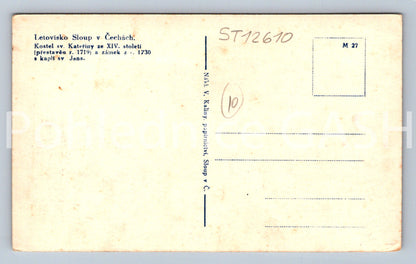 Letovisko Sloup v Čechách.
Kostel sv. Kateřiny ze XIV. století
(přestavěn r. 1719) a zámek z r. 1730
s kaplí sv. Jana.
ST12610
M 27
10
Nákl. V. Kaliny, papírnictví, Sloup v Č.